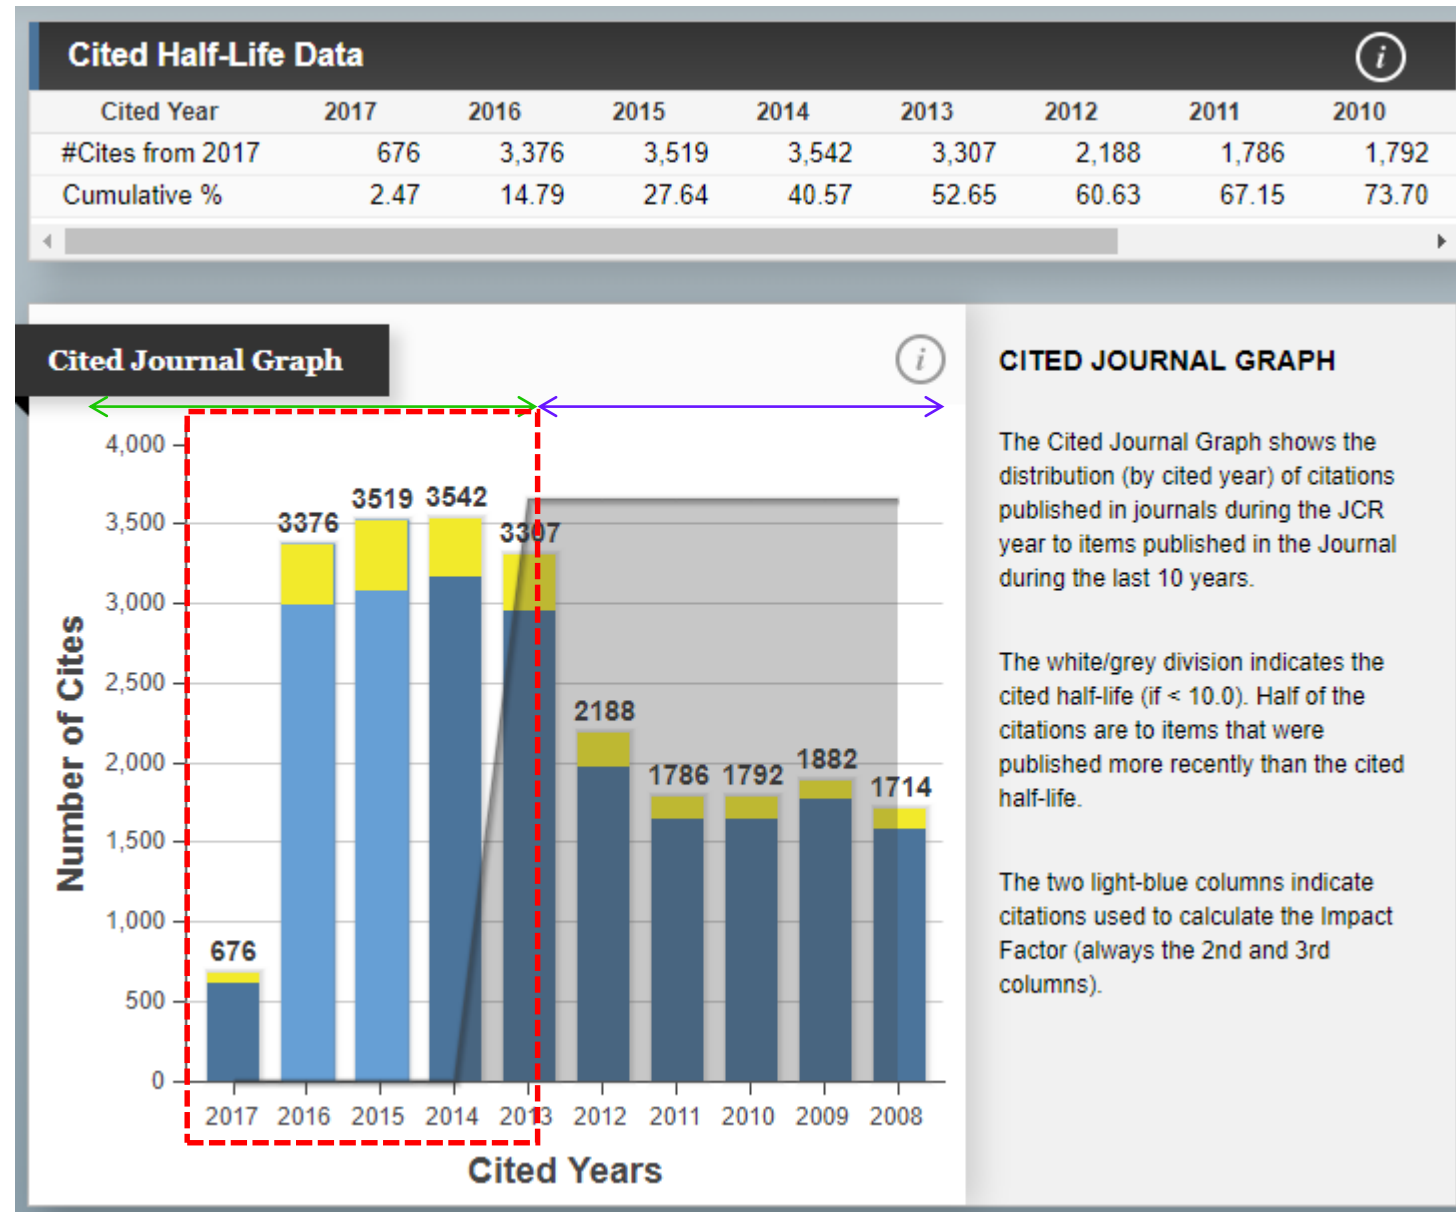 Cited Half-Life Data
i
Cited Year 2017 2016 2015 2014 2013 2012 2011 2010
#Cites from 2017 676 3,376 3,519 3,542 3,307 2,188 1,786 1,792
Cumulative % 2.47 14.79 27.64 40.57 52.65 60.63 67.15 73.70
Cited Journal Graph
i
4,000
3,500
3,000
2,500
2,000
1,500
1,000
500
0
Number of Cites
676
3376
3519
3542
3307
2188
1786
1792
1882
1714
2017 2016 2015 2014 2013 2012 2011 2010 2009 2008
Cited Years
CITED JOURNAL GRAPH
The Cited Journal Graph shows the
distribution (by cited year) of citations
published in journals during the JCR
year to items published in the Journal
during the last 10 years.
The white/grey division indicates the
cited half-life (if < 10.0). Half of the
citations are to items that were
published more recently than the cited
half-life.
The two light-blue columns indicate
citations used to calculate the Impact
Factor (always the 2nd and 3rd
columns).